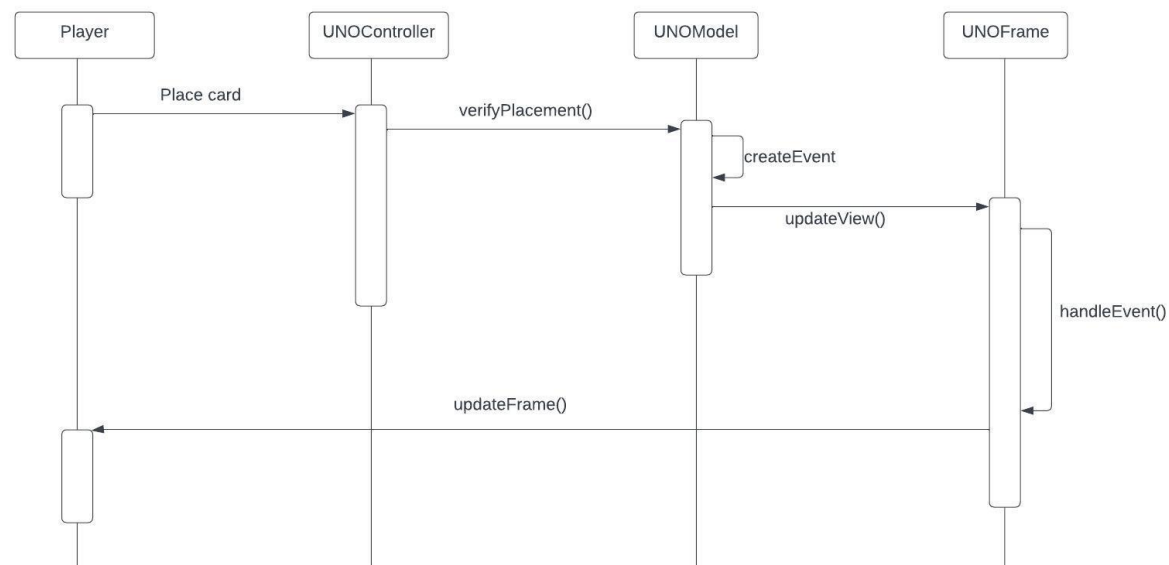 Player
UNOController
UNOModel
UNOFrame
Place card
verifyPlacement()
createEvent
updateView()
handleEvent()
updateFrame()